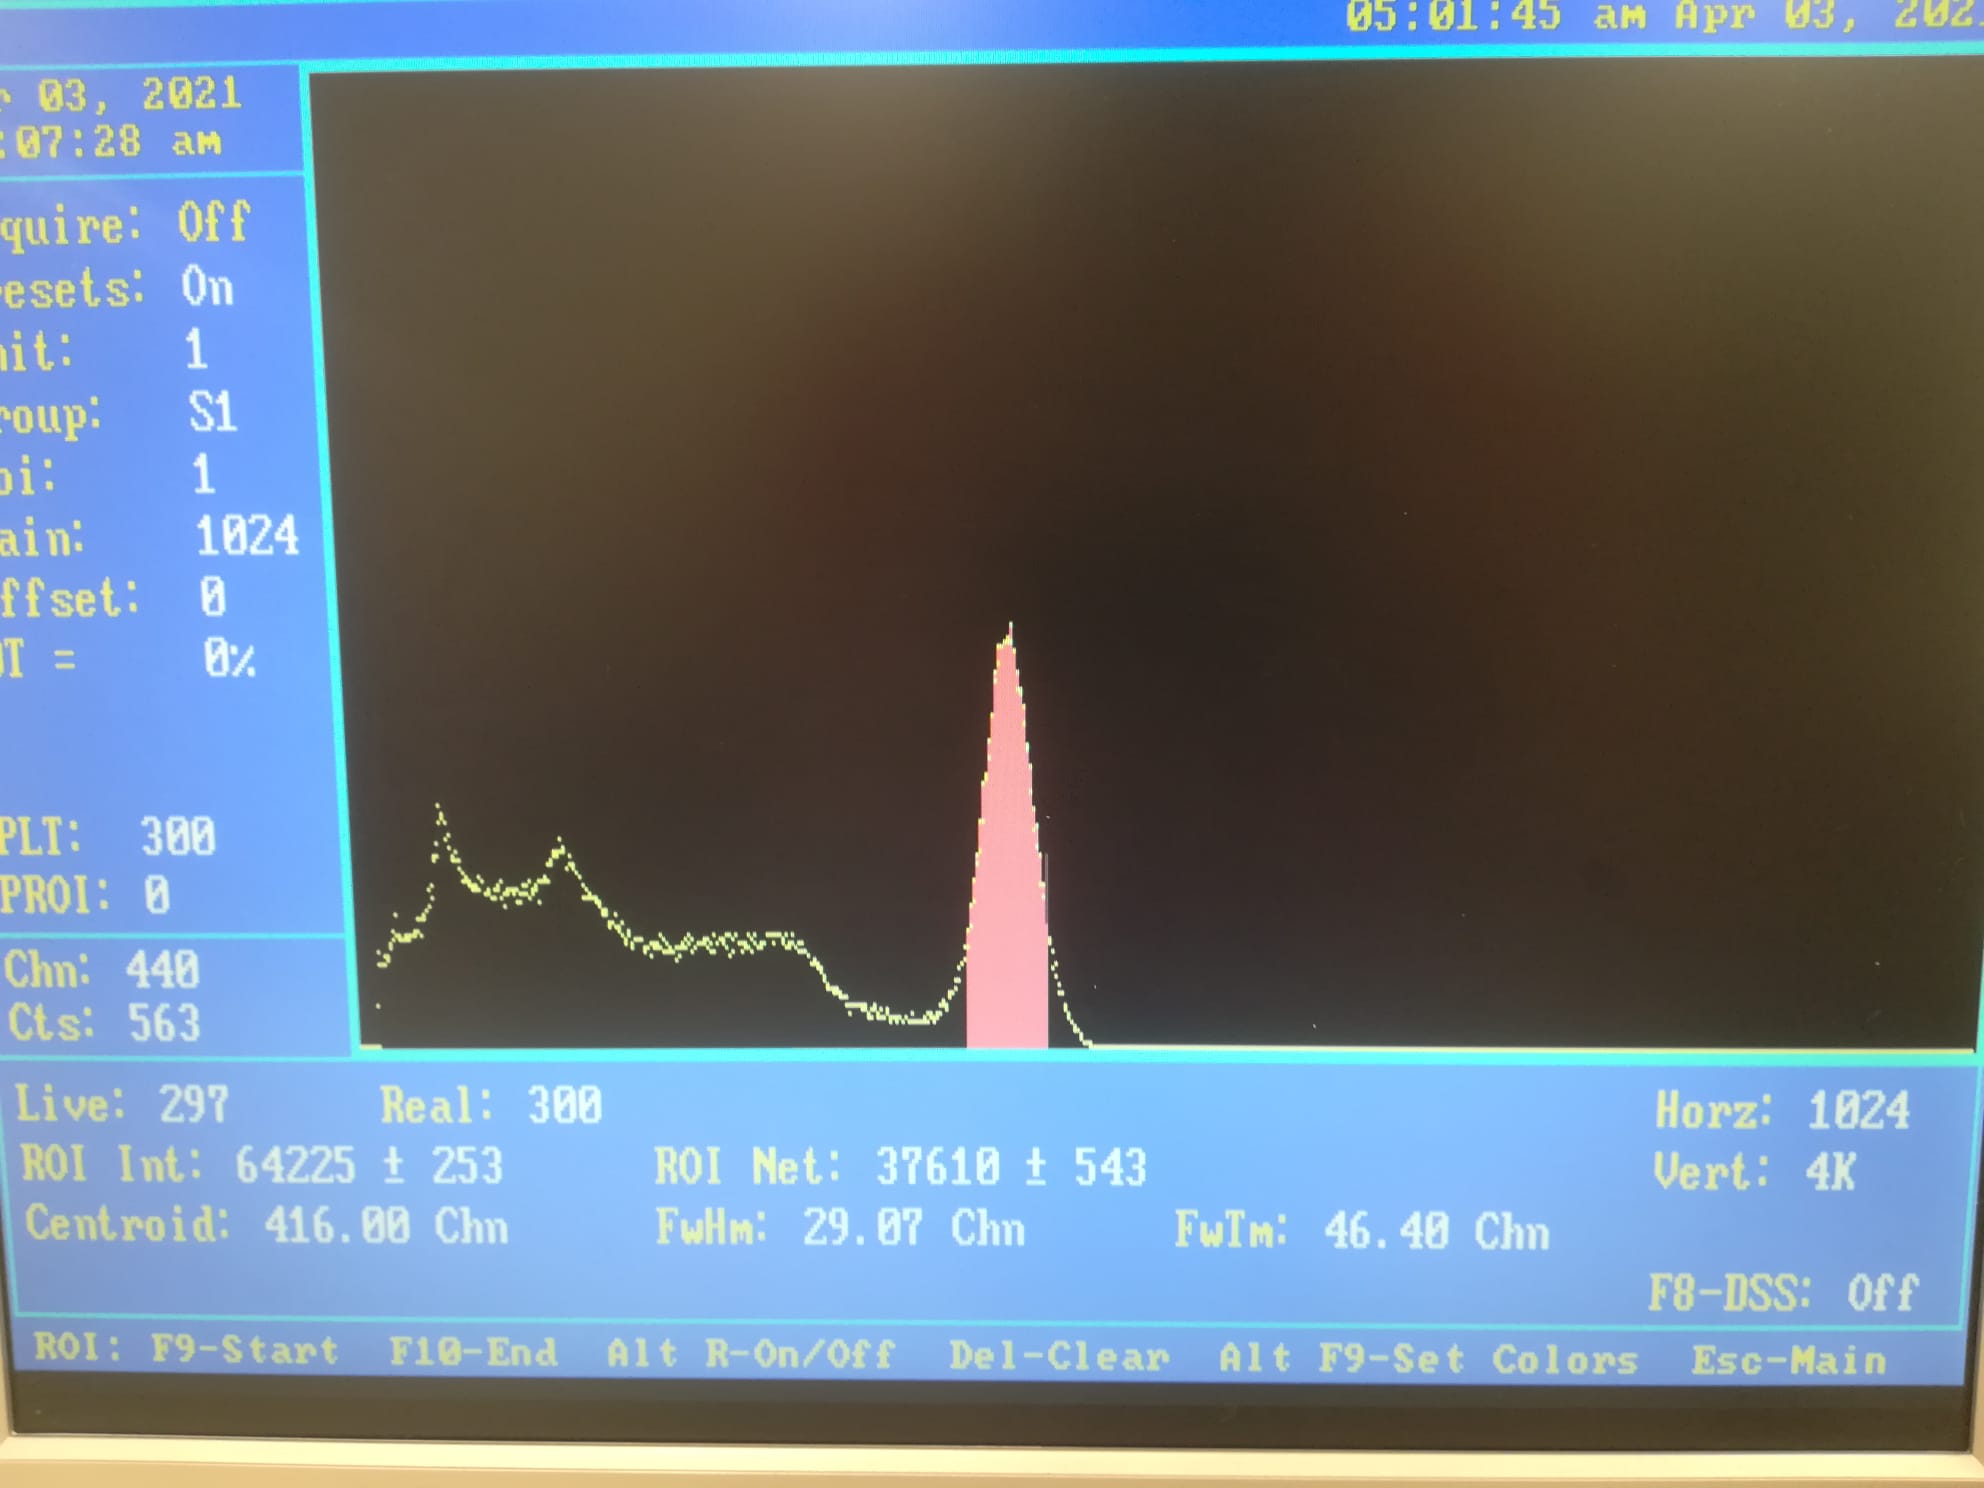 05:01:45 am Apr 03, 202
03, 2021
:07:28 am
quire: Off
esets: On
it: 1
roup: S1
oi: 1
ain: 1024
ffset: 0
T = 0%
PLT: 300
PROI: 0
Chn: 440
Cts: 563
Live: 297 Real: 300 Horz: 1024
ROI Int: 64225 ± 253 ROI Net: 37610 ± 543 Vert: 4K
Centroid: 416.00 Chn FwHm: 29.07 Chn FwTm: 46.40 Chn
F8-DSS: Off
ROI: F9-Start F10-End Alt R-On/Off Del-Clear Alt F9-Set Colors Esc-Main